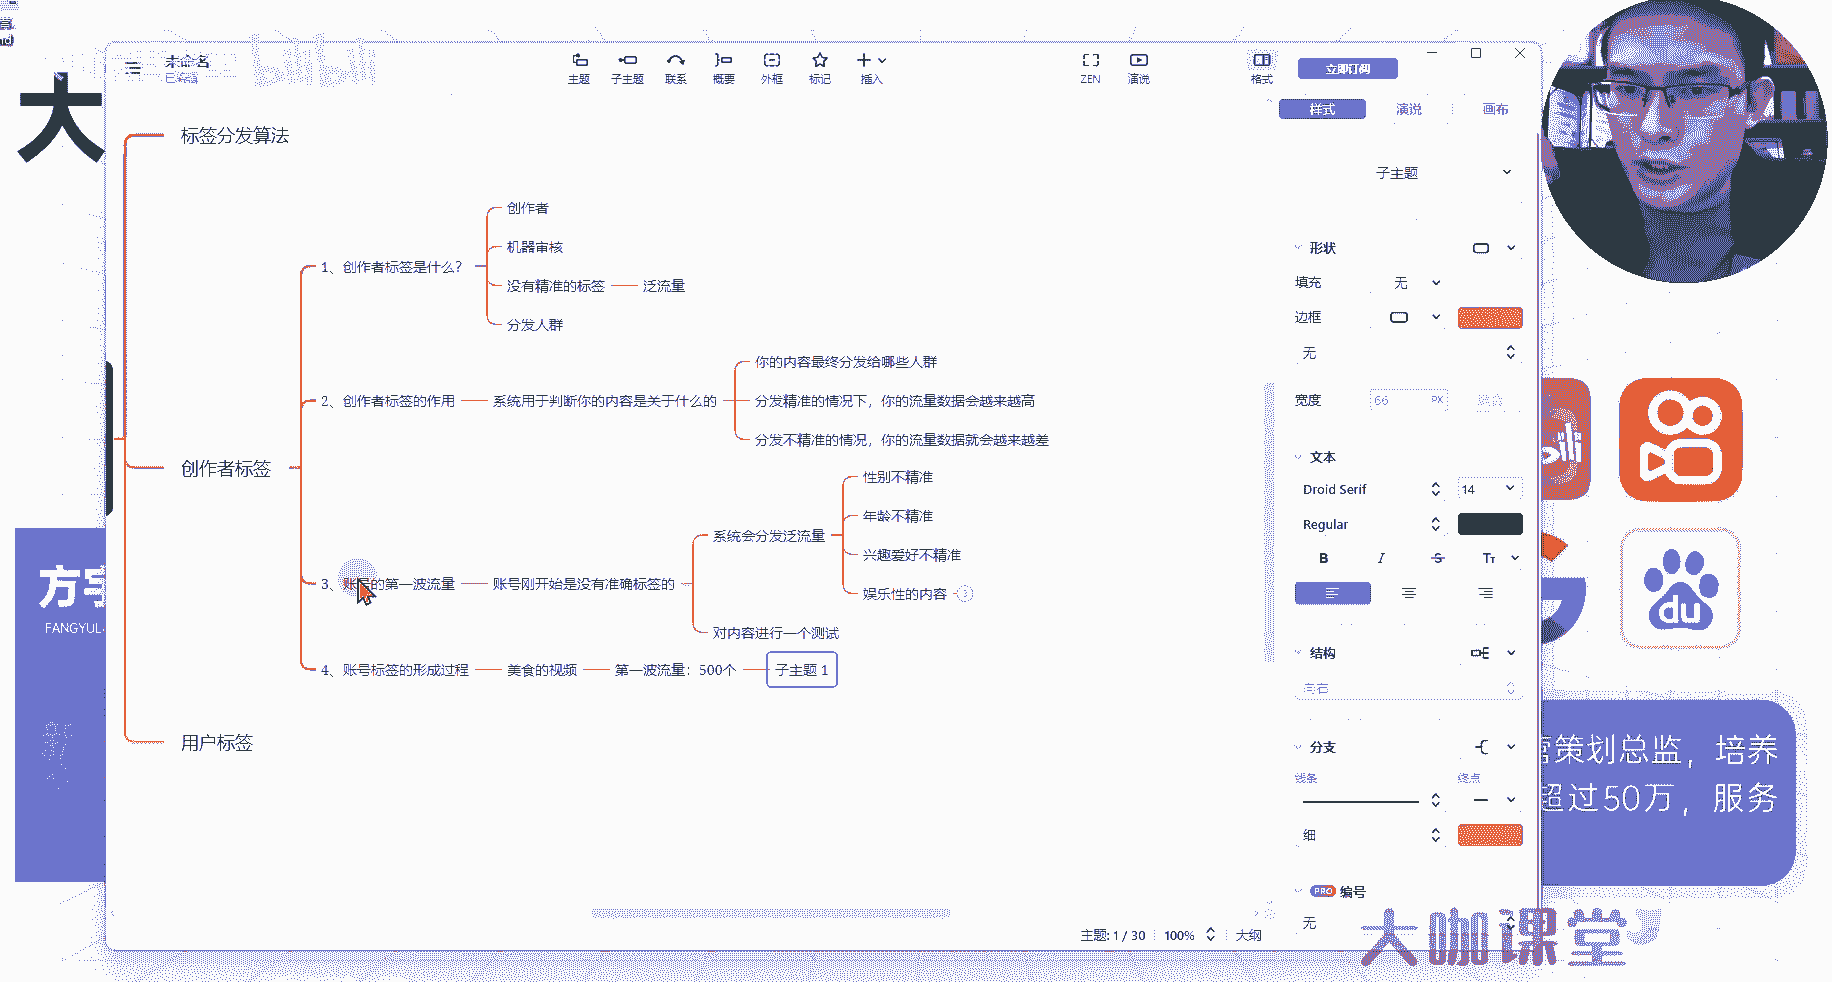 大
未命名
已编辑
bilibili
主题
子主题
联系
概要
外框
标记
插入
ZEN
演说
格式
立即订阅
样式
演说
画布
标签分发算法
创作者标签
用户标签
1、创作者标签是什么?
创作者
机器审核
没有精准的标签
泛流量
分发人群
2、创作者标签的作用
系统用于判断你的内容是关于什么的
你的内容最终分发给哪些人群
分发精准的情况下，你的流量数据会越来越高
分发不精准的情况，你的流量数据就会越来越差
3、账号的第一波流量
账号刚开始是没有准确标签的
系统会分发泛流量
性别不精准
年龄不精准
兴趣爱好不精准
娱乐性的内容
3
对内容进行一个测试
4、账号标签的形成过程
美食的视频
第一波流量：500个
子主题 1
子主题
形状
填充
无
边框
无
宽度
66
PX
文本
Droid Serif
14
Regular
B
I
S
Tт
结构
向右
分支
线条
终点
细
PRO
编号
无
主题: 1 / 30
100%
大纲
方宇
FANGYUL
du
营策划总监，培养
超过50万，服务
大咖课堂